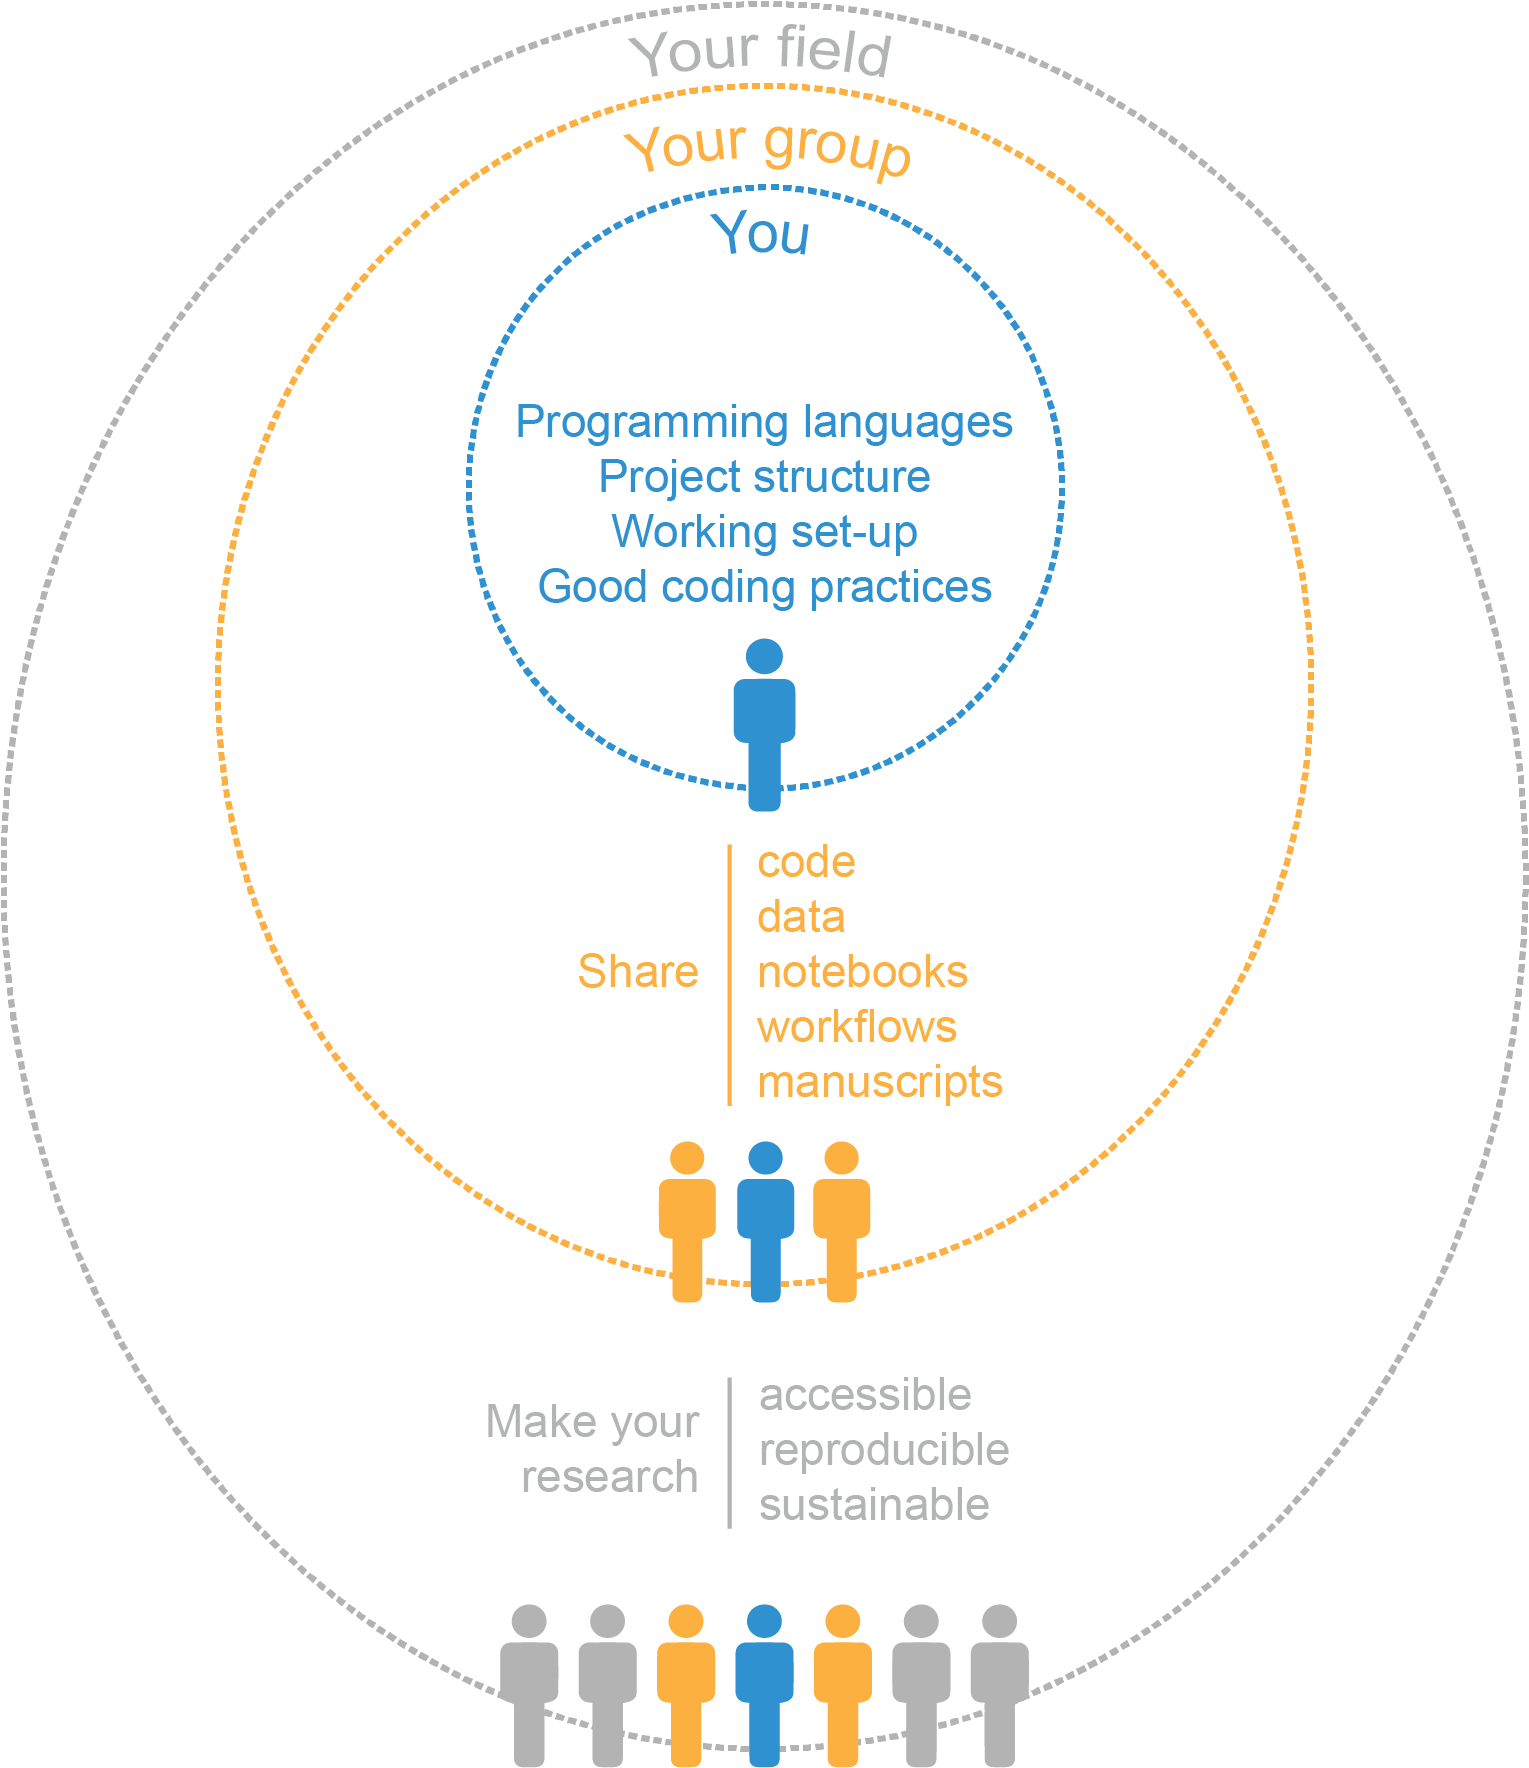 Your field
Your group
You
Programming languages
Project structure
Working set-up
Good coding practices
Share
code
data
notebooks
workflows
manuscripts
Make your
research
accessible
reproducible
sustainable